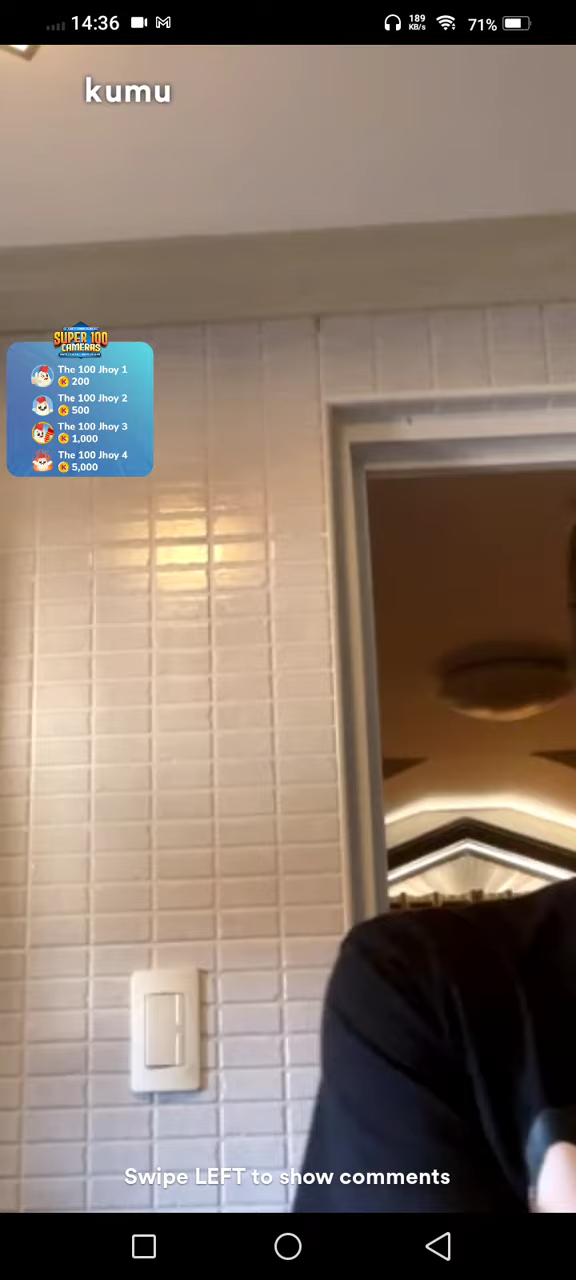 14:36
189
KB/s
71%
kumu
SUPER 100
CAMERAS
The 100 Jhoy 1
K 200
The 100 Jhoy 2
K 500
The 100 Jhoy 3
K 1,000
The 100 Jhoy 4
K 5,000
Swipe LEFT to show comments